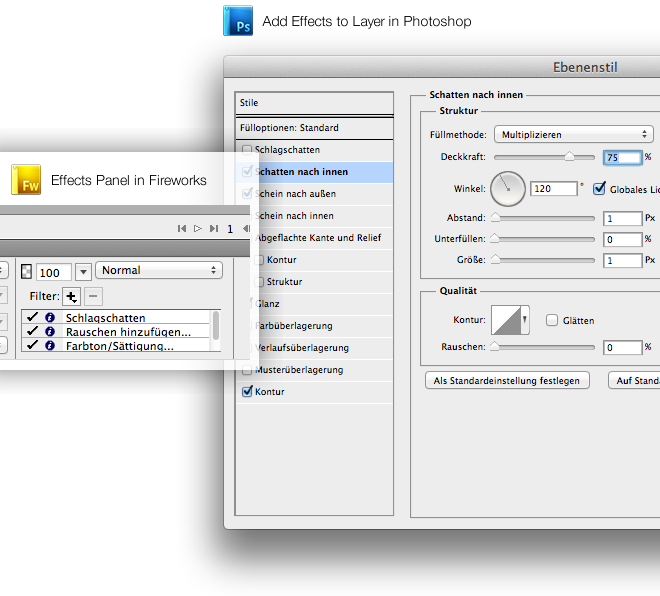 Ps
Add Effects to Layer in Photoshop
Ebenenstil
Stile
Fülloptionen: Standard
Schlagschatten
Schatten nach innen
Schein nach außen
Schein nach innen
Abgeflachte Kante und Relief
Kontur
Struktur
Glanz
Farbüberlagerung
Verlaufsüberlagerung
Musterüberlagerung
Kontur
Schatten nach innen
Struktur
Füllmethode: Multiplizieren
Deckkraft: 75 %
Winkel: 120 ° Globales Lic
Abstand: 1 Px
Unterfüllen: 0 %
Größe: 1 Px
Qualität
Kontur: Glätten
Rauschen: 0 %
Als Standardeinstellung festlegen
Auf Standa
Fw
Effects Panel in Fireworks
1
100 Normal
Filter:
Schlagschatten
Rauschen hinzufügen...
Farbton/Sättigung...